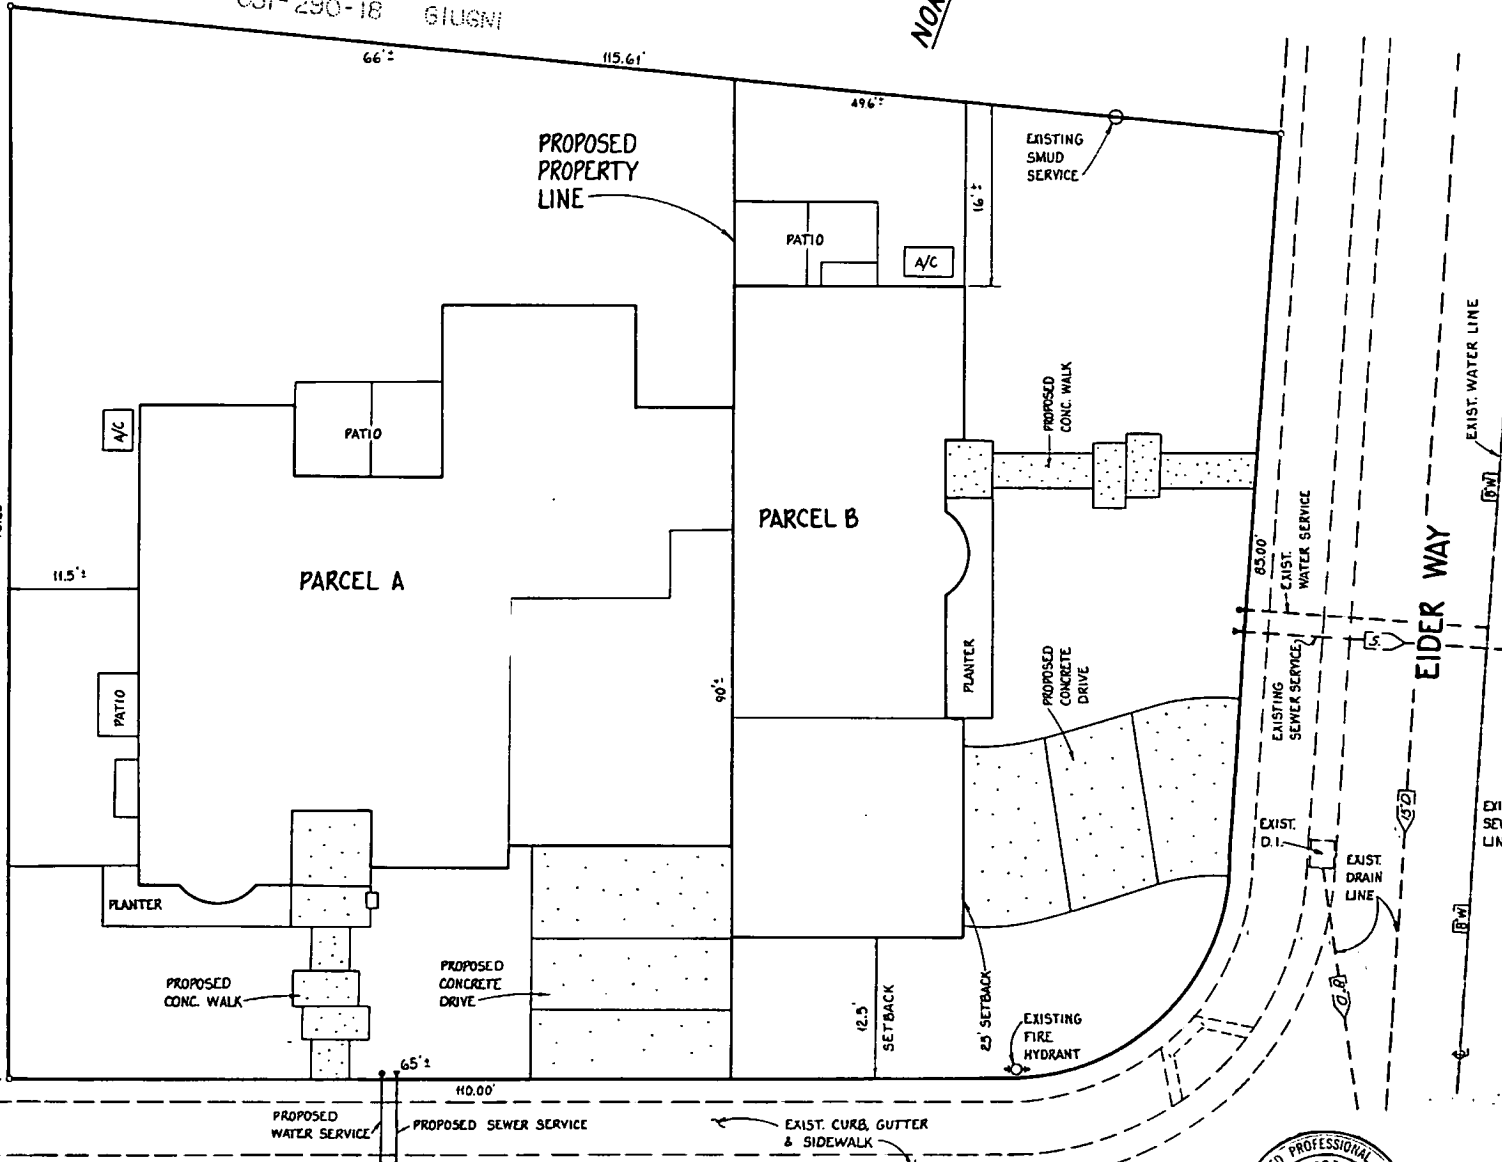 GIUGNI
66'±
115.61'
49.6'±
PROPOSED
PROPERTY
LINE
EXISTING
SMUD
SERVICE
16'±
PATIO
A/C
PROPOSED
CONC. WALK
EXIST. WATER LINE
8"W
A/C
PATIO
PARCEL B
PARCEL A
11.5'±
85.00'
EXIST.
WATER SERVICE
EIDER WAY
S.
EXISTING
SEWER SERVICE
PLANTER
PROPOSED
CONCRETE
DRIVE
90'±
PATIO
15"D
EXIST.
D.I.
EXIST.
DRAIN
LINE
8"W
PLANTER
PROPOSED
CONC. WALK
PROPOSED
CONCRETE
DRIVE
12.5'
SETBACK
25' SETBACK
EXISTING
FIRE
HYDRANT
65'±
110.00'
PROPOSED
WATER SERVICE
PROPOSED SEWER SERVICE
EXIST. CURB, GUTTER
& SIDEWALK
PROFESSIONAL